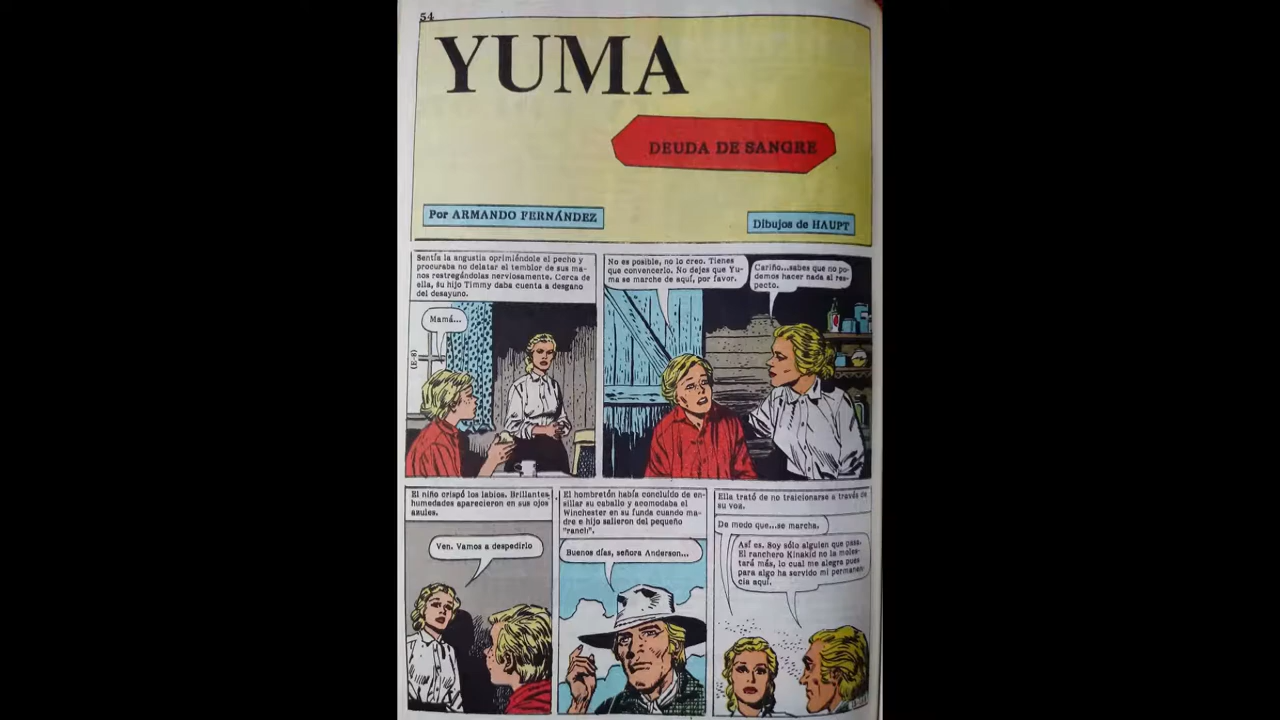 54
YUMA
DEUDA DE SANGRE
Por ARMANDO FERNÁNDEZ
Dibujos de HAUPT
Sentía la angustia oprimiéndole el pecho y
procuraba no delatar el temblor de sus ma-
nos restregándolas nerviosamente. Cerca de
ella, su hijo Timmy daba cuenta a desgano
del desayuno.
Mamá...
(E-8)
No es posible, no lo creo. Tienes
que convencerlo. No dejes que Yu-
ma se marche de aquí, por favor.
Cariño...sabes que no po-
demos hacer nada al res-
pecto.
El niño crispó los labios. Brillantes
humedades aparecieron en sus ojos
azules.
Ven. Vamos a despedirlo
El hombretón había concluído de en-
sillar su caballo y acomodaba el
Winchester en su funda cuando ma-
dre e hijo salieron del pequeño
"ranch".
Buenos días, señora Anderson...
Ella trató de no traicionarse a través de
su voz.
De modo que...se marcha.
Así es. Soy sólo alguien que pasa.
El ranchero Kinakid no la moles-
tará más, lo cual me alegra pues
para algo ha servido mi permanen-
cia aquí.